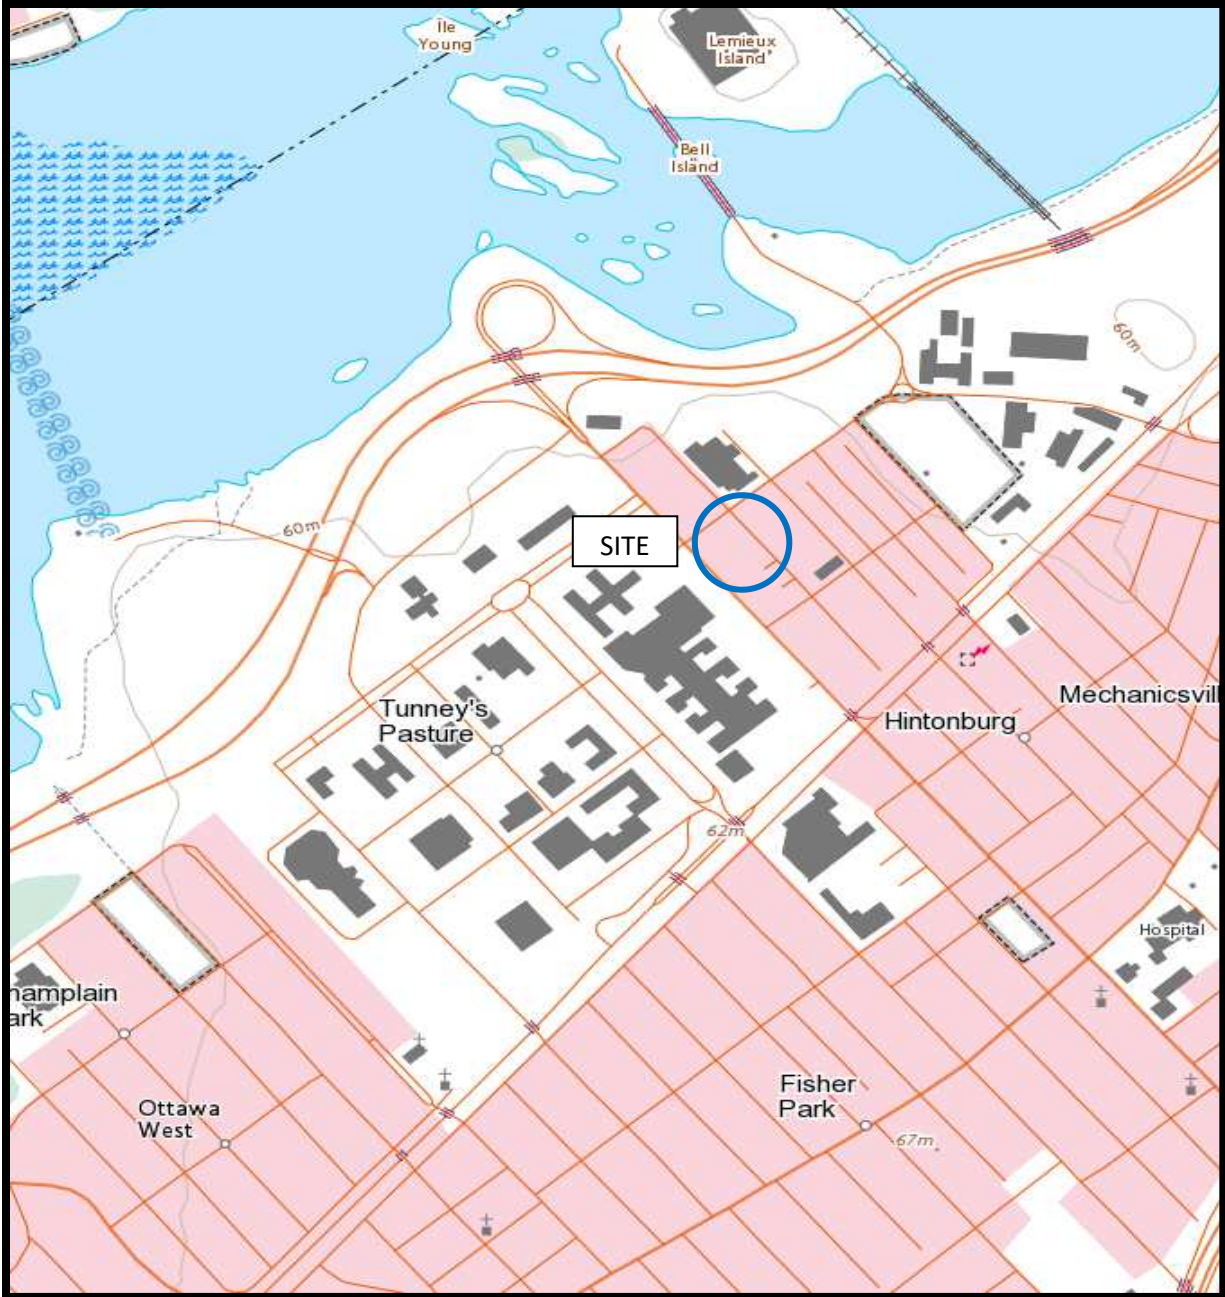 Île
Young
Lemieux
Island
Bell
Island
60m
60m
SITE
Tunney's
Pasture
Mechanicsvil
Hintonburg
62m
Hospital
hamplain
ark
Fisher
Park
Ottawa
West
67m